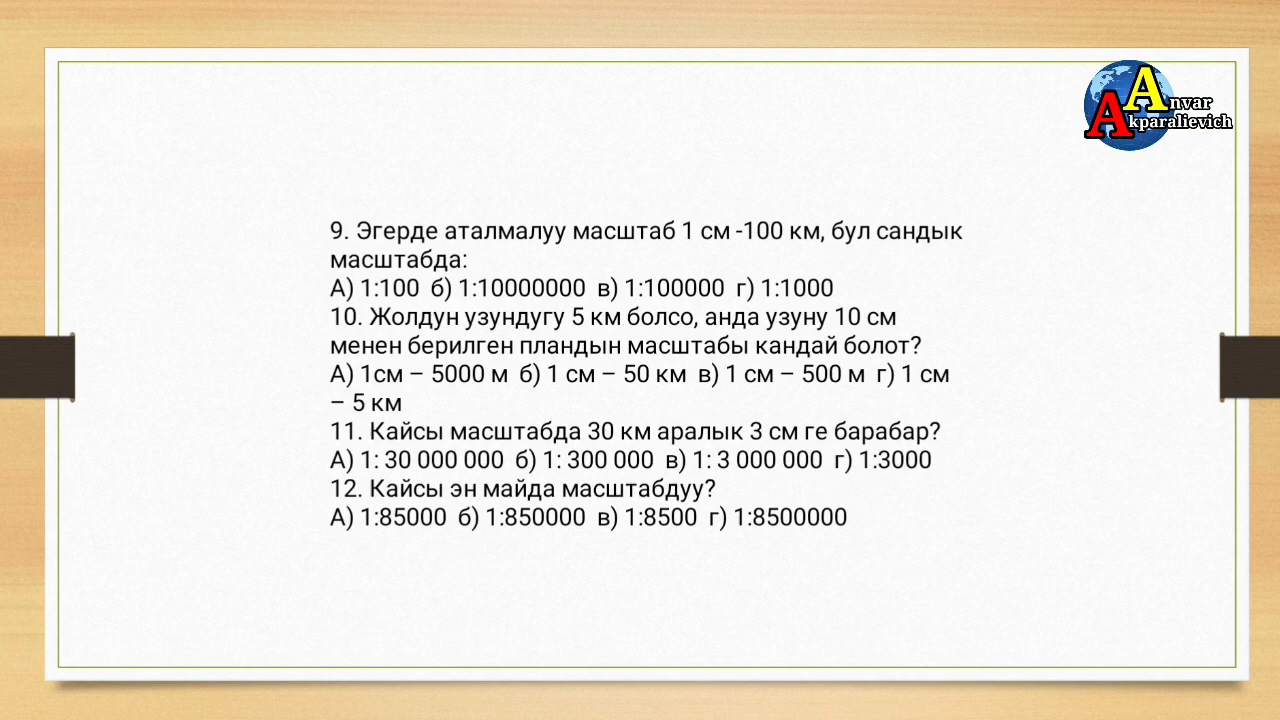 Anvar
Akparalievich
9. Эгерде аталмалуу масштаб 1 см -100 км, бул сандык
масштабда:
А) 1:100 б) 1:10000000 в) 1:100000 г) 1:1000
10. Жолдун узундугу 5 км болсо, анда узуну 10 см
менен берилген пландын масштабы кандай болот?
А) 1см – 5000 м б) 1 см – 50 км в) 1 см – 500 м г) 1 см
– 5 км
11. Кайсы масштабда 30 км аралык 3 см ге барабар?
А) 1: 30 000 000 б) 1: 300 000 в) 1: 3 000 000 г) 1:3000
12. Кайсы эн майда масштабдуу?
А) 1:85000 б) 1:850000 в) 1:8500 г) 1:8500000